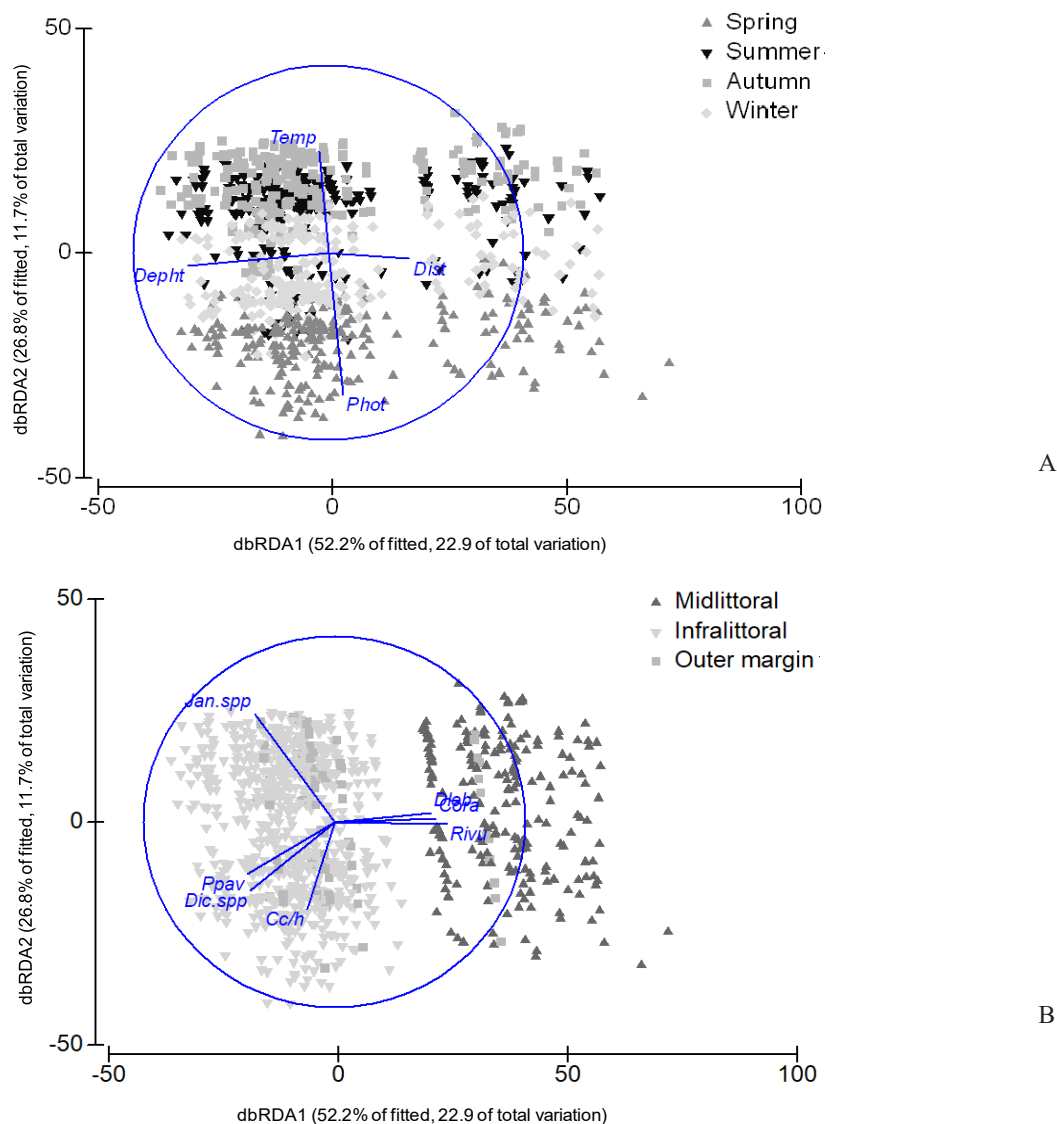 50
0
-50
dbRDA2 (26.8% of fitted, 11.7% of total variation)
Spring
Summer
Autumn
Winter
Temp
Depht
Dist
Phot
-50
0
50
100
dbRDA1 (52.2% of fitted, 22.9 of total variation)
A
50
0
-50
dbRDA2 (26.8% of fitted, 11.7% of total variation)
Midlittoral
Infralittoral
Outer margin
Jan.spp
Dleb
Cora
Rivu
Ppav
Dic.spp
Cc/h
-50
0
50
100
dbRDA1 (52.2% of fitted, 22.9 of total variation)
B